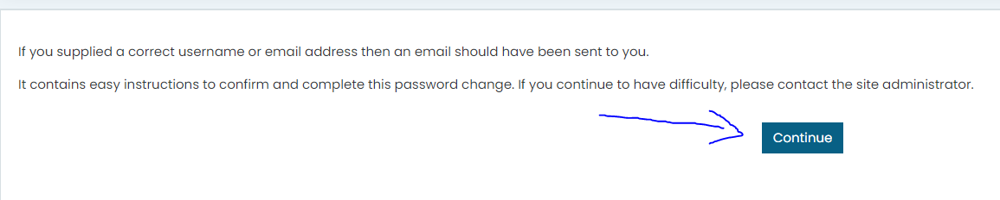 If you supplied a correct username or email address then an email should have been sent to you.
It contains easy instructions to confirm and complete this password change. If you continue to have difficulty, please contact the site administrator.
Continue